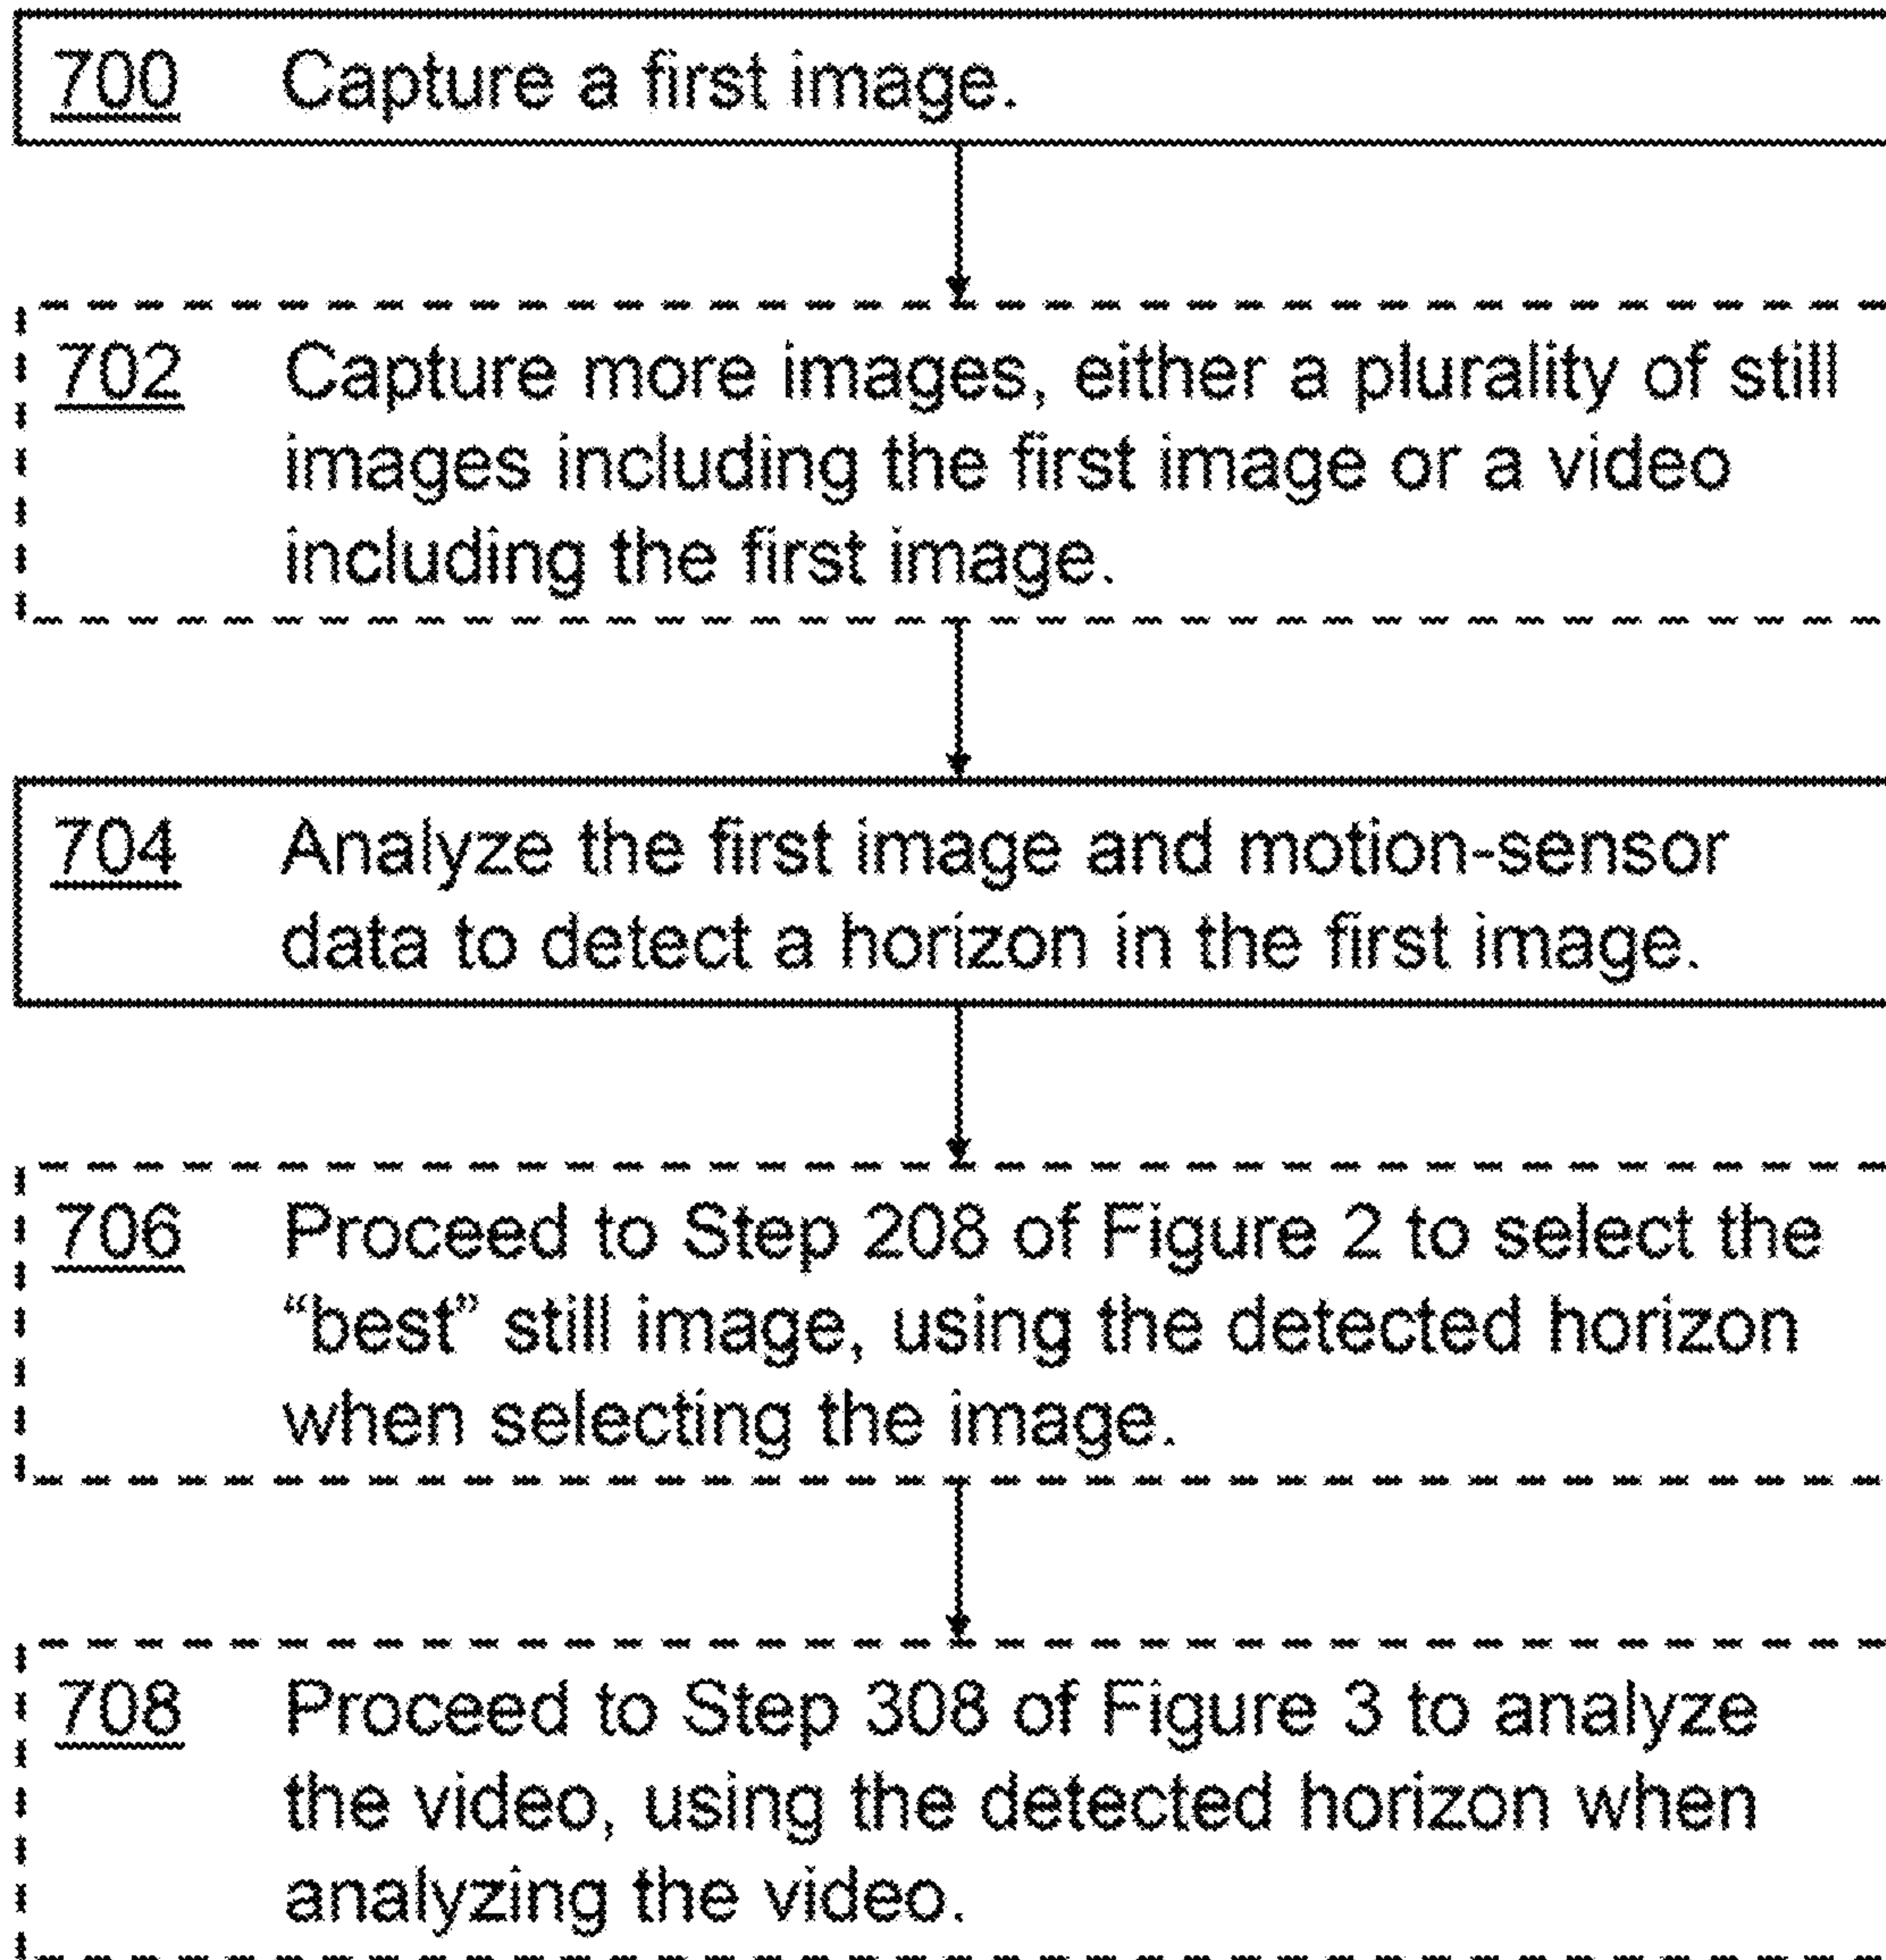 700 Capture a first image.
702 Capture more images, either a plurality of still
images including the first image or a video
including the first image.
704 Analyze the first image and motion-sensor
data to detect a horizon in the first image.
706 Proceed to Step 208 of Figure 2 to select the
“best” still image, using the detected horizon
when selecting the image.
708 Proceed to Step 308 of Figure 3 to analyze
the video, using the detected horizon when
analyzing the video.